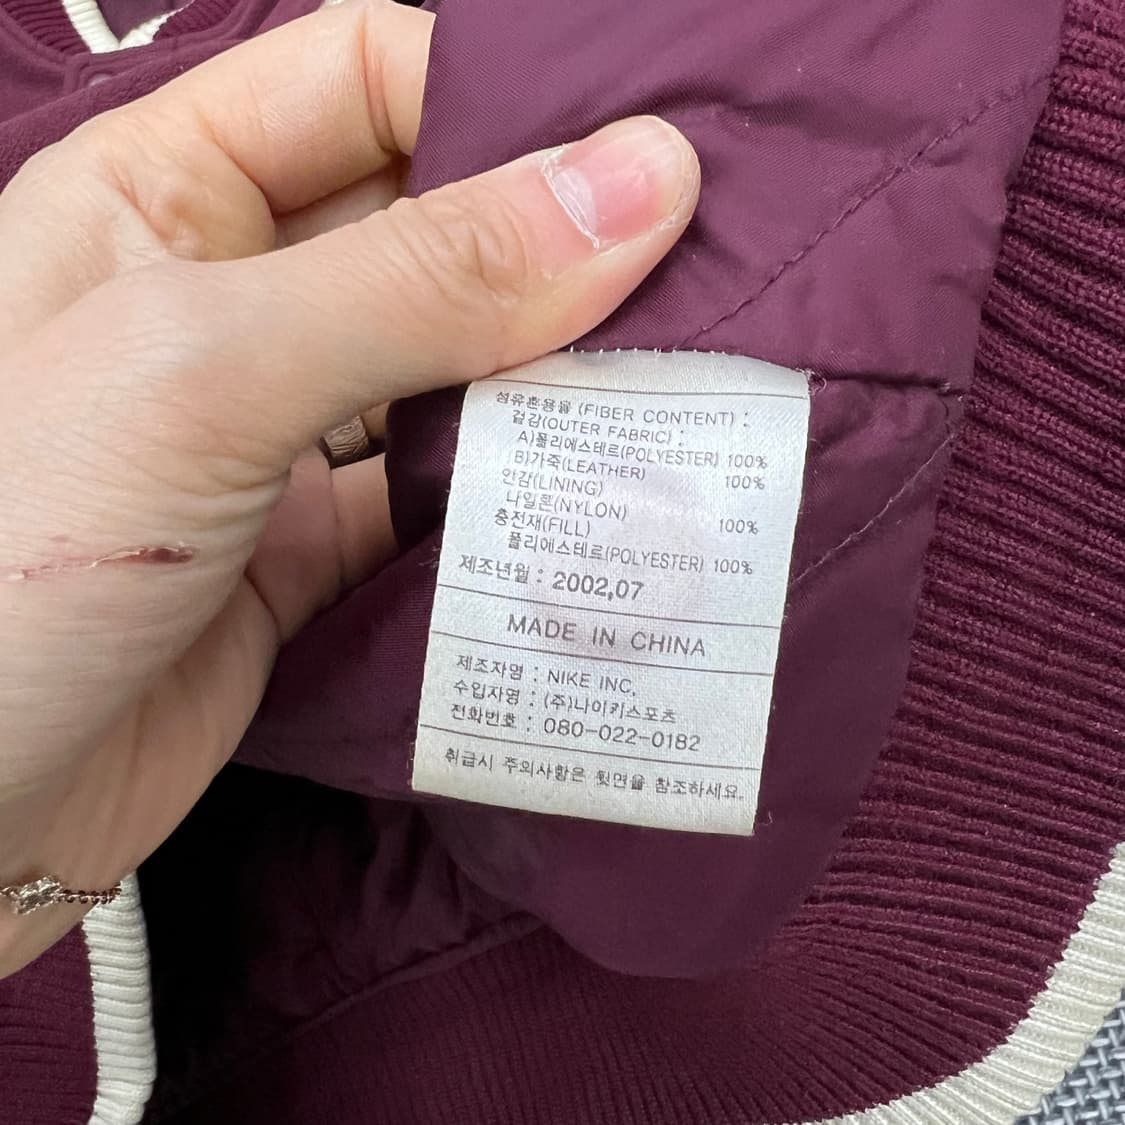 섬유혼용율 (FIBER CONTENT) :
겉감(OUTER FABRIC) :
A)폴리에스테르(POLYESTER) 100%
B)가죽(LEATHER) 100%
안감(LINING)
나일론(NYLON) 100%
충전재(FILL)
폴리에스테르(POLYESTER) 100%
제조년월 : 2002,07
MADE IN CHINA
제조자명 : NIKE INC.
수입자명 : (주)나이키스포츠
전화번호 : 080-022-0182
취급시 주의사항은 뒷면을 참조하세요.